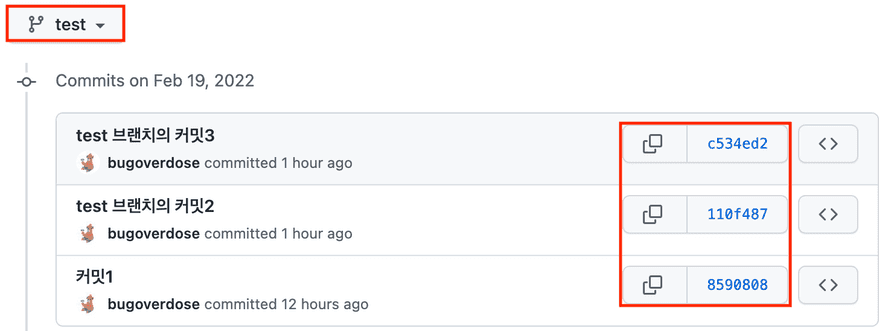 test
Commits on Feb 19, 2022
test 브랜치의 커밋3
c534ed2
bugoverdose committed 1 hour ago
test 브랜치의 커밋2
110f487
bugoverdose committed 1 hour ago
커밋1
8590808
bugoverdose committed 12 hours ago